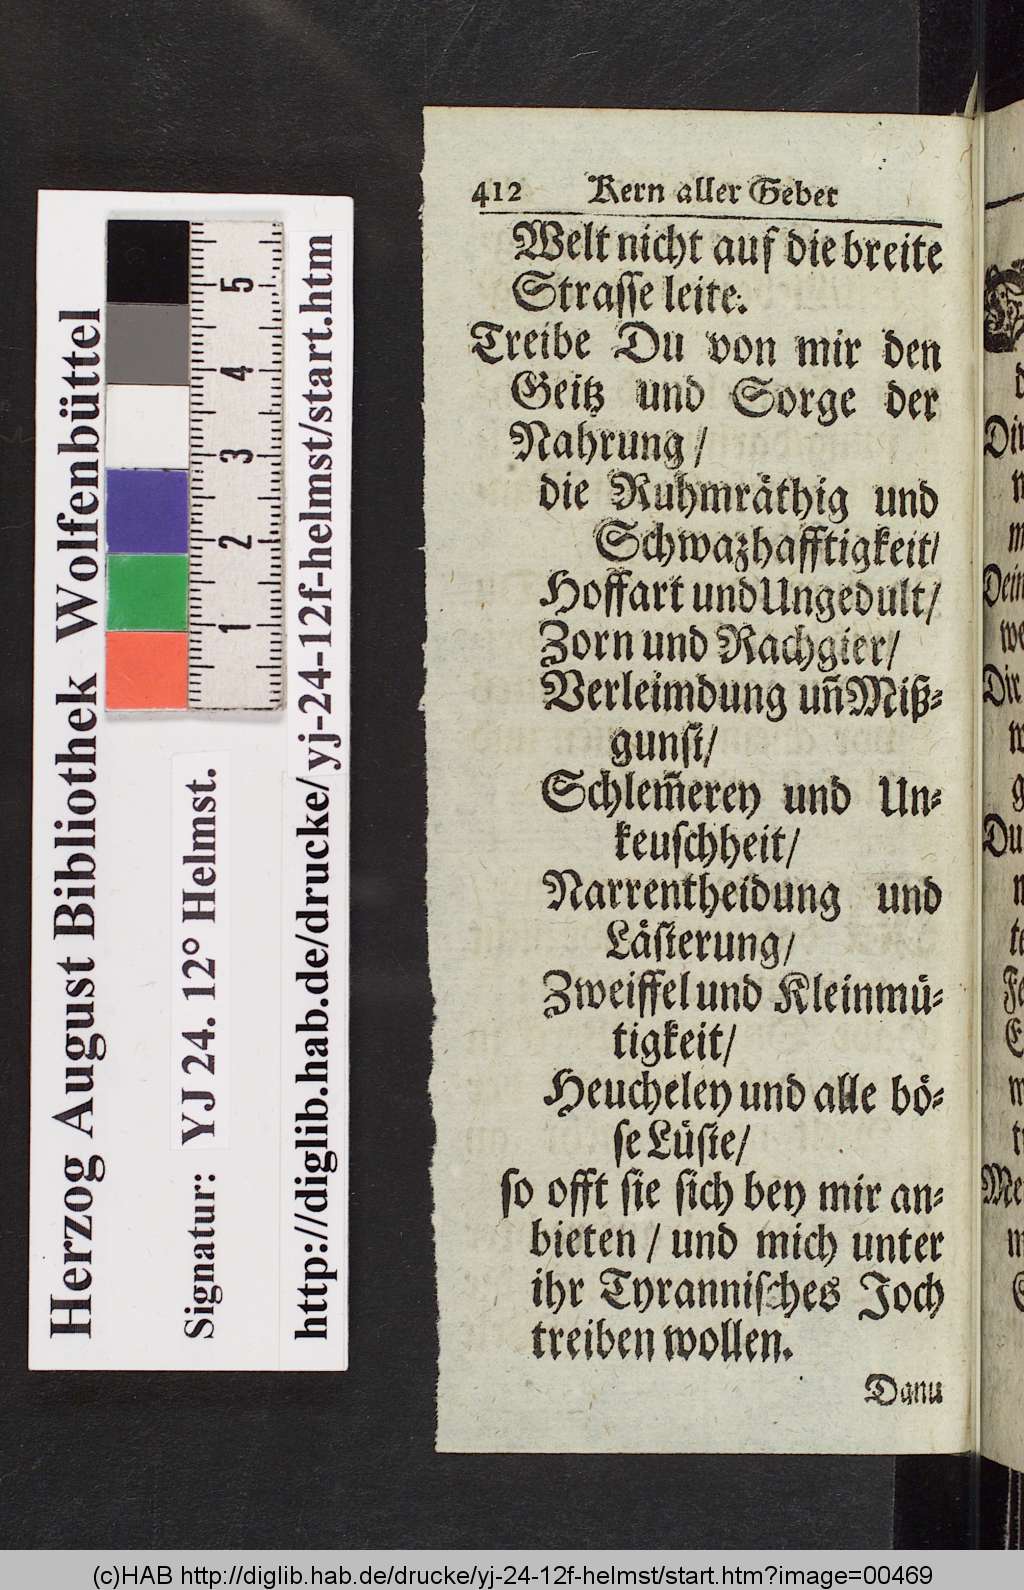 412 Kern aller Gebet
Welt nicht auf die breite
Strasse leite.
Treibe Du von mir den
Geitz und Sorge der
Nahrung /
die Ruhmräthig und
Schwazhafftigkeit/
Hoffart und Ungedult/
Zorn und Rachgier/
Verleimdung uñ Miß-
gunst/
Schlem̃erey und Un-
keuschheit/
Narrentheidung und
Lästerung/
Zweiffel und Kleinmü-
tigkeit/
Heucheley und alle bö-
se Lüste/
so offt sie sich bey mir an-
bieten / und mich unter
ihr Tyrannisches Joch
treiben wollen.
Herzog August Bibliothek Wolfenbüttel
Signatur: YJ 24. 12° Helmst.
http://diglib.hab.de/drucke/yj-24-12f-helmst/start.htm
1 2 3 4 5
(c)HAB http://diglib.hab.de/drucke/yj-24-12f-helmst/start.htm?image=00469